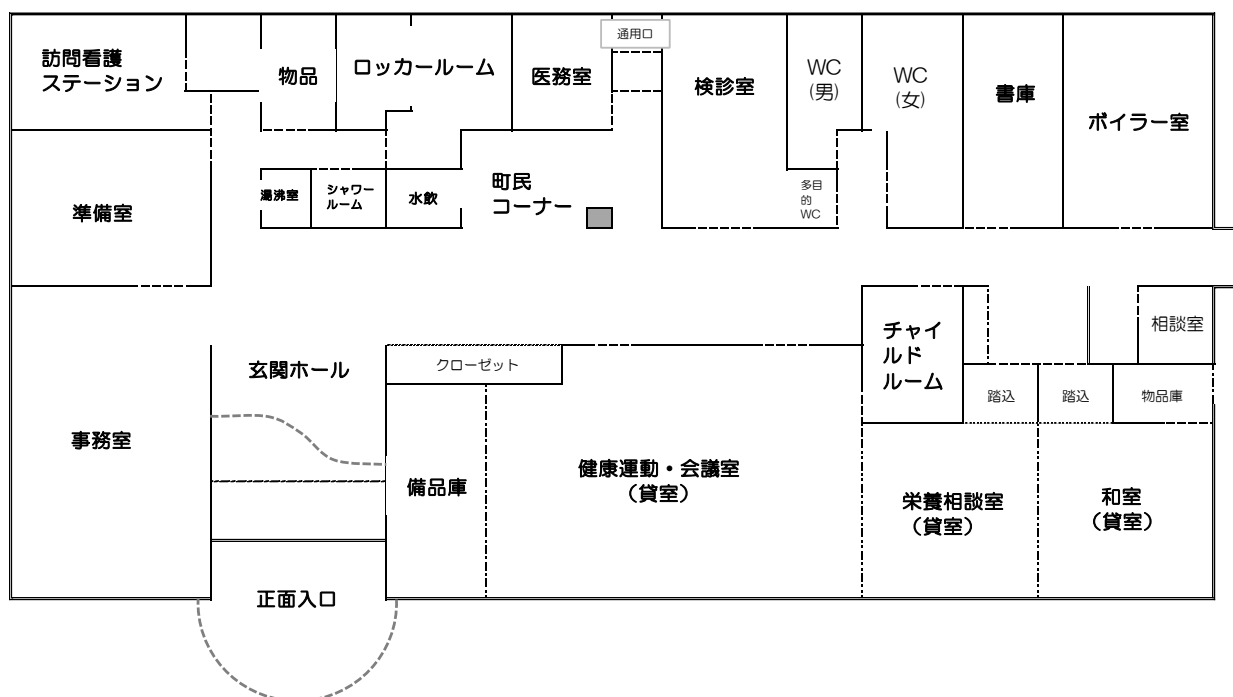 通用口
訪問看護
ステーション
物品
ロッカールーム
医務室
検診室
WC
(男)
WC
(女)
書庫
ボイラー室
準備室
湯沸室
シャワー
ルーム
水飲
町民
コーナー
多目
的
WC
玄関ホール
クローゼット
チャイ
ルド
ルーム
相談室
踏込
踏込
物品庫
事務室
備品庫
健康運動・会議室
（貸室）
栄養相談室
（貸室）
和室
（貸室）
正面入口